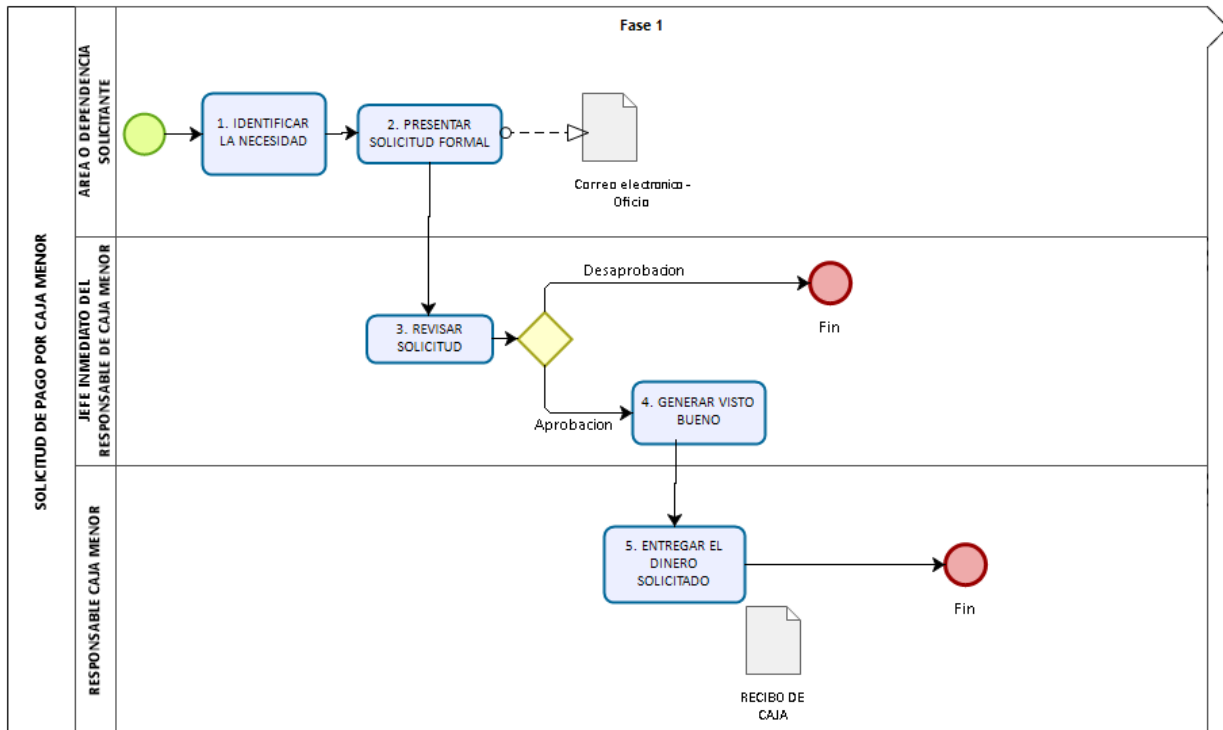 Fase 1
SOLICITUD DE PAGO POR CAJA MENOR
AREA O DEPENDENCIA
SOLICITANTE
1. IDENTIFICAR
LA NECESIDAD
2. PRESENTAR
SOLICITUD FORMAL
Correo electronico -
Oficio
JEFE INMEDIATO DEL
RESPONSABLE DE CAJA MENOR
3. REVISAR
SOLICITUD
Desaprobacion
Fin
Aprobacion
4. GENERAR VISTO
BUENO
RESPONSABLE CAJA MENOR
5. ENTREGAR EL
DINERO
SOLICITADO
Fin
RECIBO DE
CAJA